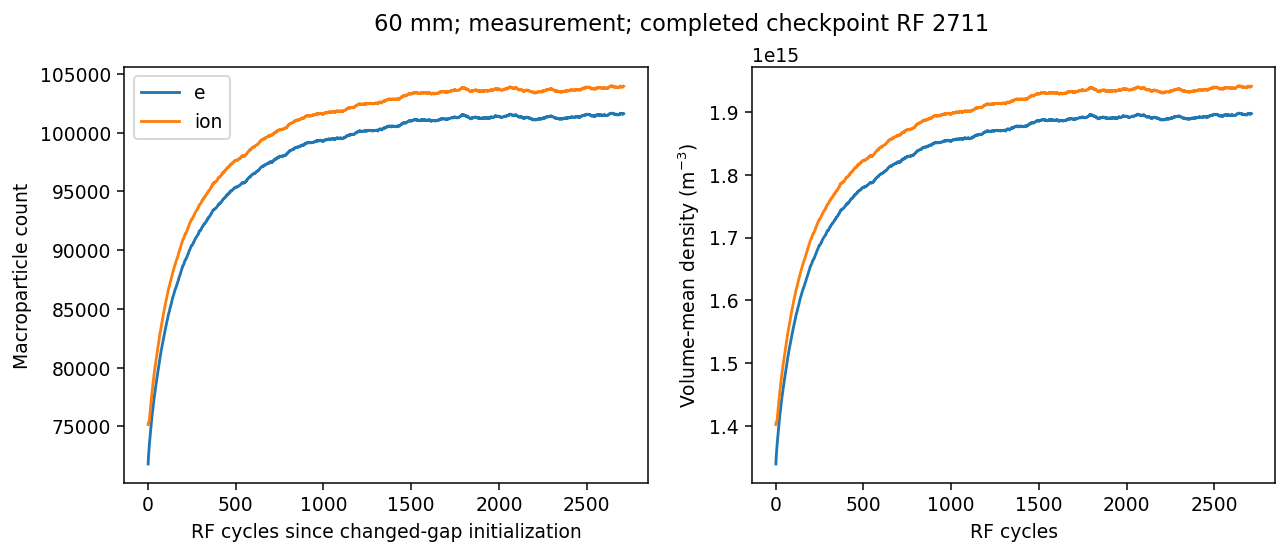 60 mm; measurement; completed checkpoint RF 2711
e
ion
105000
100000
95000
90000
85000
80000
75000
Macroparticle count
0 500 1000 1500 2000 2500
RF cycles since changed-gap initialization
1e15
1.9
1.8
1.7
1.6
1.5
1.4
Volume-mean density (m⁻³)
0 500 1000 1500 2000 2500
RF cycles